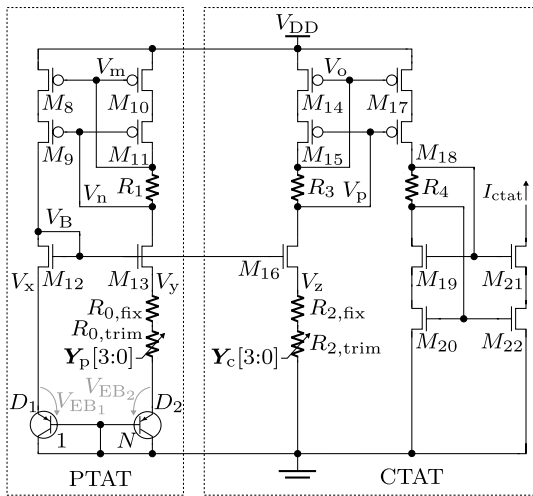 V_DD
V_m V_o
M_8 M_10 M_14 M_17
M_9 M_11 M_15 M_18
V_n R_1 R_3 V_p R_4 I_ctat
V_B
V_x M_12 M_13 V_y M_16 V_z M_19 M_21
R_0,fix R_2,fix
R_0,trim R_2,trim M_20 M_22
Y_p[3:0] Y_c[3:0]
D_1 V_EB_1 V_EB_2 D_2
1 N
PTAT CTAT